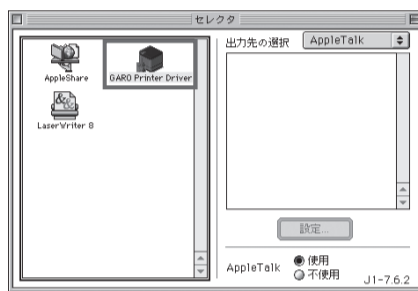 セレクタ
AppleShare
GARO Printer Driver
LaserWriter 8
出力先の選択
AppleTalk
設定...
AppleTalk
使用
不使用
J1-7.6.2